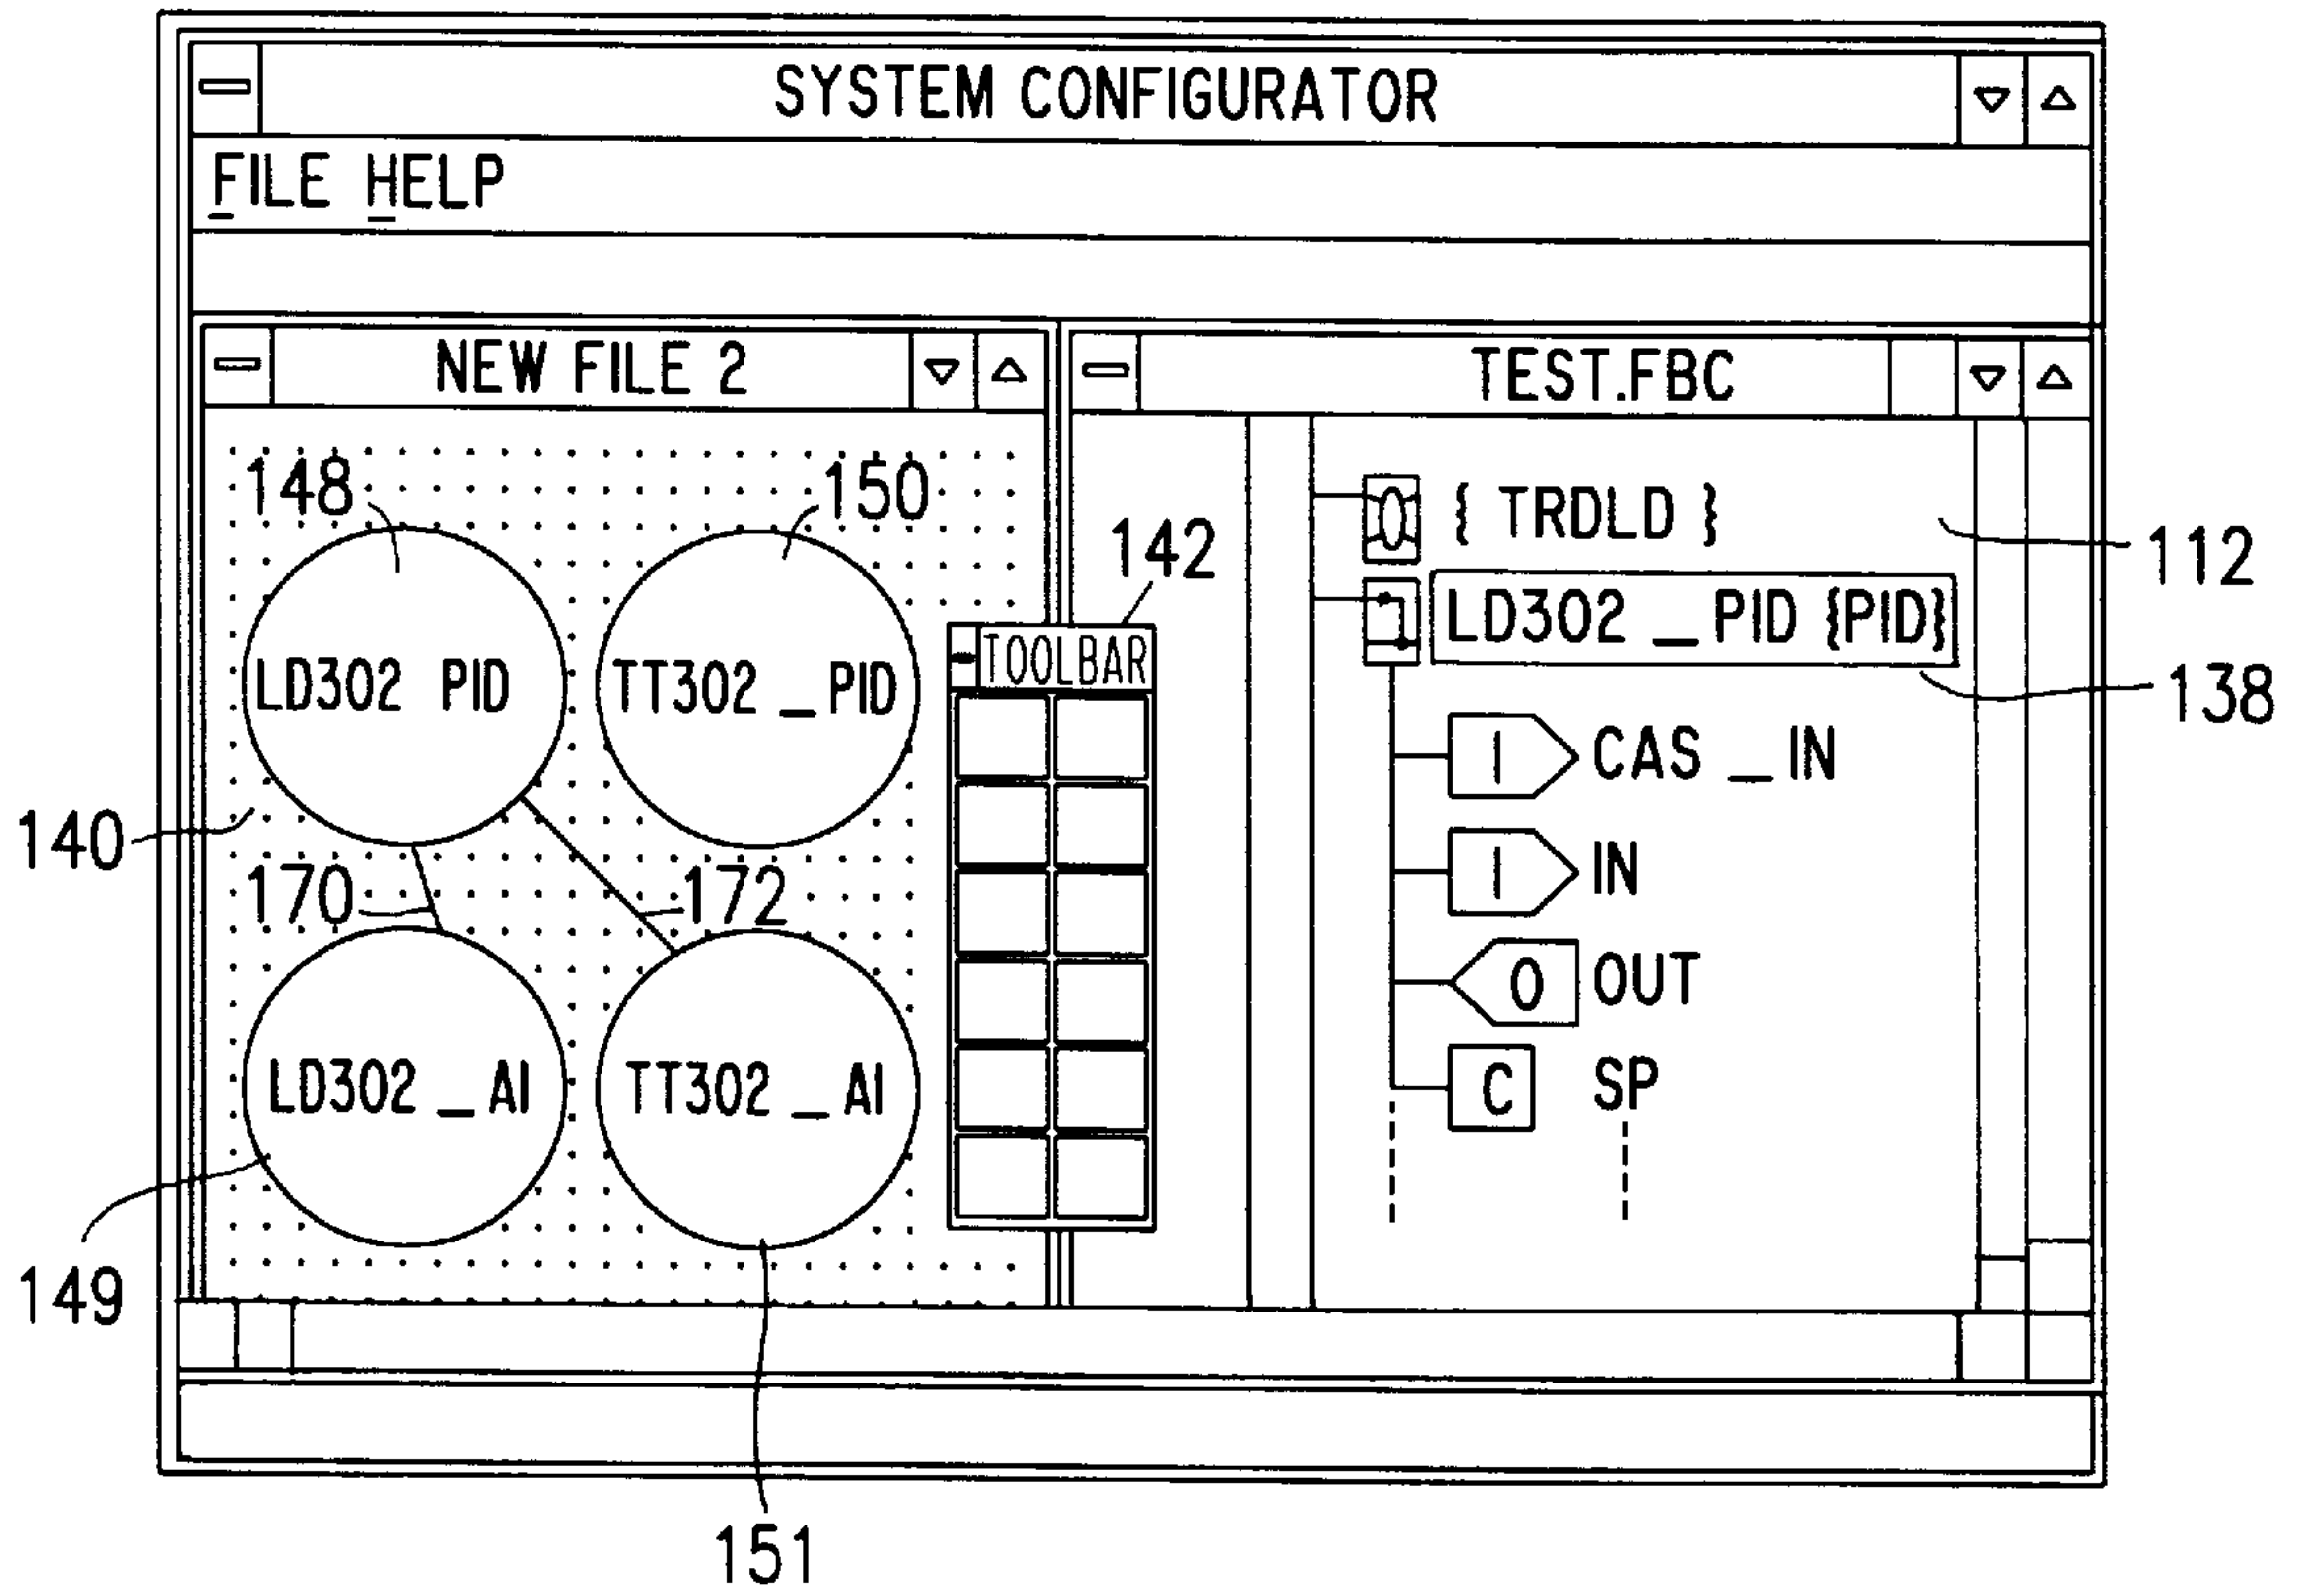 SYSTEM CONFIGURATOR
FILE HELP
NEW FILE 2
TEST.FBC
148
150
142
{ TRDLD }
112
LD302 _ PID {PID}
138
TOOLBAR
LD302 PID
TT302 _ PID
I CAS _ IN
140
170
172
I IN
O OUT
LD302 _ AI
TT302 _ AI
C SP
149
151